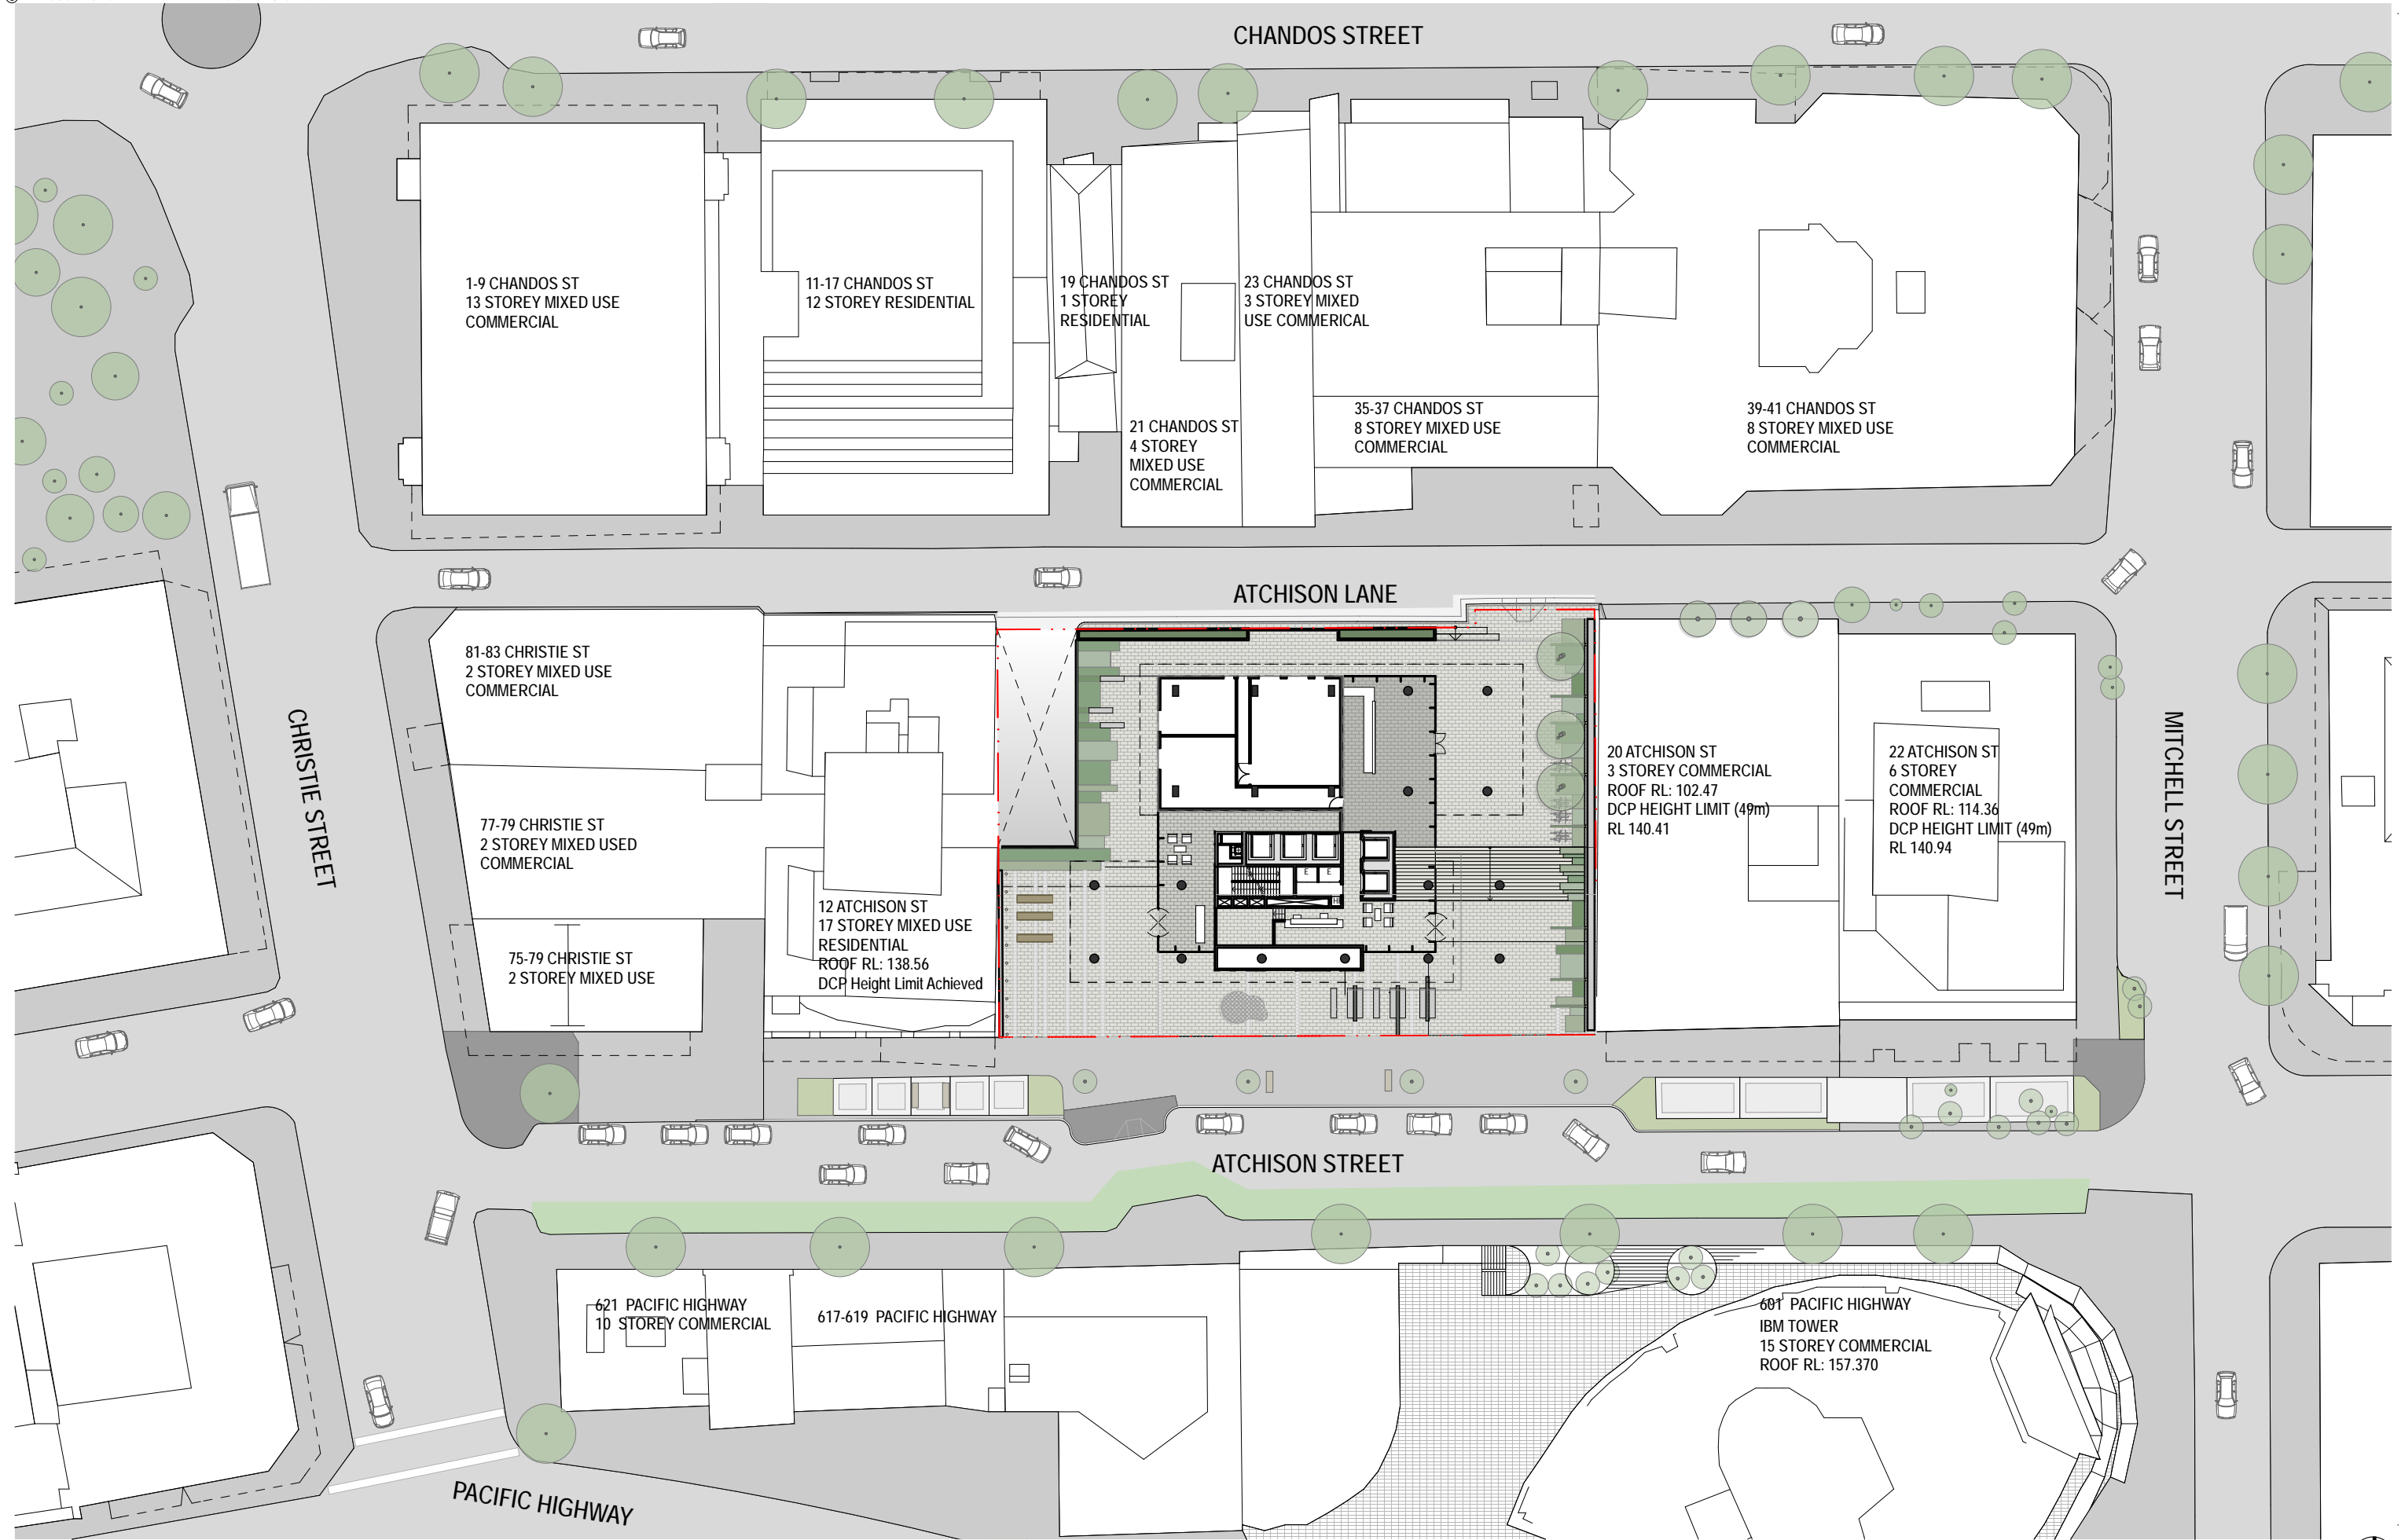 CHANDOS STREET
1-9 CHANDOS ST
13 STOREY MIXED USE
COMMERCIAL
11-17 CHANDOS ST
12 STOREY RESIDENTIAL
19 CHANDOS ST
1 STOREY
RESIDENTIAL
23 CHANDOS ST
3 STOREY MIXED
USE COMMERICAL
21 CHANDOS ST
4 STOREY
MIXED USE
COMMERCIAL
35-37 CHANDOS ST
8 STOREY MIXED USE
COMMERCIAL
39-41 CHANDOS ST
8 STOREY MIXED USE
COMMERCIAL
ATCHISON LANE
81-83 CHRISTIE ST
2 STOREY MIXED USE
COMMERCIAL
CHRISTIE STREET
77-79 CHRISTIE ST
2 STOREY MIXED USED
COMMERCIAL
75-79 CHRISTIE ST
2 STOREY MIXED USE
12 ATCHISON ST
17 STOREY MIXED USE
RESIDENTIAL
ROOF RL: 138.56
DCP Height Limit Achieved
E
E
20 ATCHISON ST
3 STOREY COMMERCIAL
ROOF RL: 102.47
DCP HEIGHT LIMIT (49m)
RL 140.41
22 ATCHISON ST
6 STOREY
COMMERCIAL
ROOF RL: 114.36
DCP HEIGHT LIMIT (49m)
RL 140.94
MITCHELL STREET
ATCHISON STREET
621 PACIFIC HIGHWAY
10 STOREY COMMERCIAL
617-619 PACIFIC HIGHWAY
601 PACIFIC HIGHWAY
IBM TOWER
15 STOREY COMMERCIAL
ROOF RL: 157.370
PACIFIC HIGHWAY